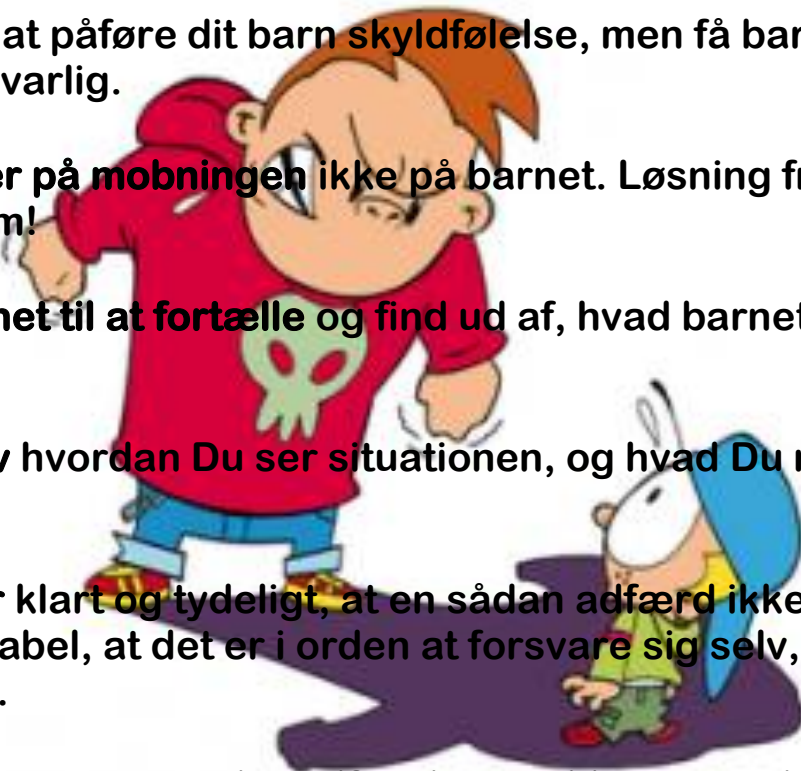 at påføre dit barn skyldfølelse, men få bar
varlig.
er på mobningen ikke på barnet. Løsning fr
m!
net til at fortælle og find ud af, hvad barnet
v hvordan Du ser situationen, og hvad Du r
r klart og tydeligt, at en sådan adfærd ikke
abel, at det er i orden at forsvare sig selv,
.